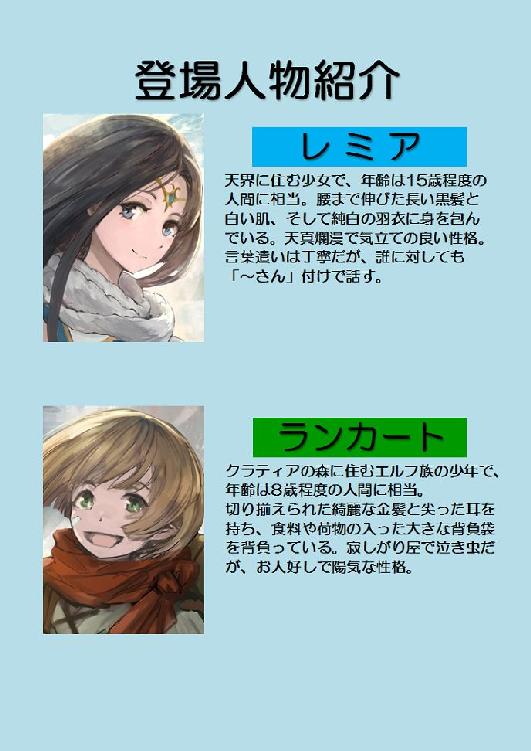 登場人物紹介
レミア
天界に住む少女で、年齢は15歳程度の
人間に相当。腰まで伸びた長い黒髪と
白い肌、そして純白の羽衣に身を包ん
でいる。天真爛漫で気立ての良い性格。
言葉遣いは丁寧だが、誰に対しても
「～さん」付けで話す。
ランカート
クラティアの森に住むエルフ族の少年で、
年齢は8歳程度の人間に相当。
切り揃えられた綺麗な金髪と尖った耳を
持ち、食料や荷物の入った大きな背負袋
を背負っている。寂しがり屋で泣き虫だ
が、お人好しで陽気な性格。